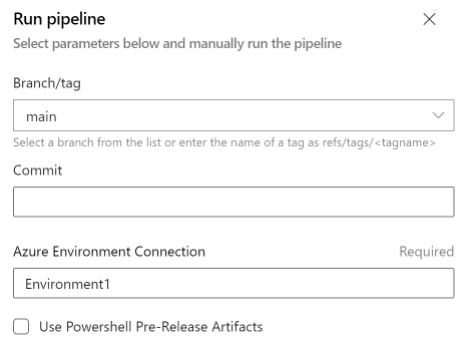 Run pipeline
Select parameters below and manually run the pipeline
Branch/tag
main
Select a branch from the list or enter the name of a tag as refs/tags/<tagname>
Commit
Azure Environment Connection Required
Environment1
Use Powershell Pre-Release Artifacts